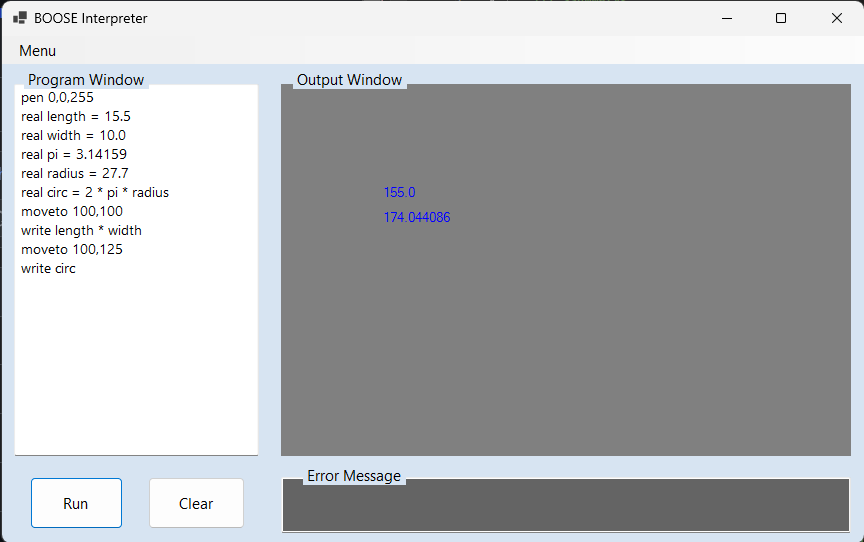 BOOSE Interpreter
Menu
Program Window
pen 0,0,255
real length = 15.5
real width = 10.0
real pi = 3.14159
real radius = 27.7
real circ = 2 * pi * radius
moveto 100,100
write length * width
moveto 100,125
write circ
Output Window
155.0
174.044086
Run
Clear
Error Message